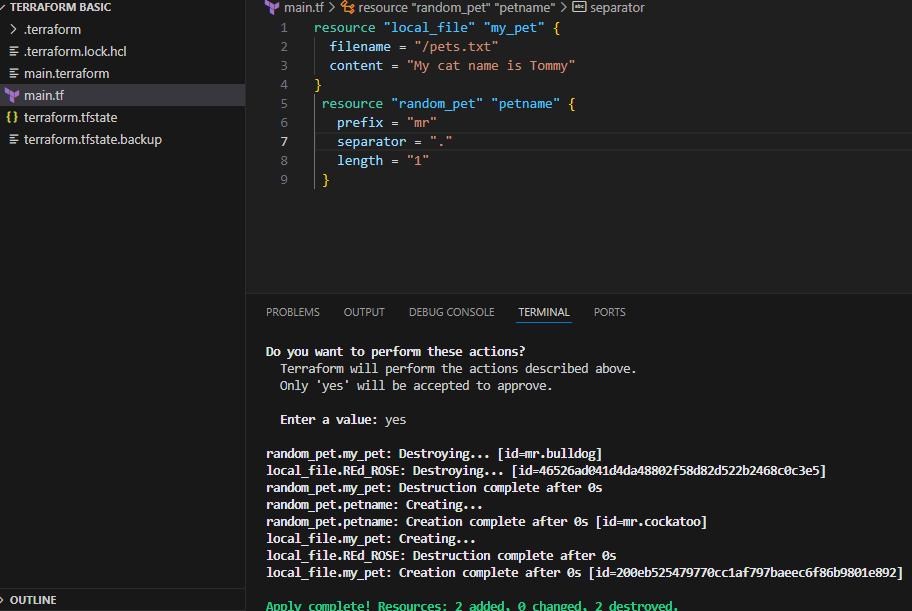 TERRAFORM BASIC
.terraform
.terraform.lock.hcl
main.terraform
main.tf
terraform.tfstate
terraform.tfstate.backup
OUTLINE
main.tf > resource "random_pet" "petname" > abc separator
1 resource "local_file" "my_pet" {
2 filename = "/pets.txt"
3 content = "My cat name is Tommy"
4 }
5 resource "random_pet" "petname" {
6 prefix = "mr"
7 separator = "."
8 length = "1"
9 }
PROBLEMS OUTPUT DEBUG CONSOLE TERMINAL PORTS
Do you want to perform these actions?
Terraform will perform the actions described above.
Only 'yes' will be accepted to approve.
Enter a value: yes
random_pet.my_pet: Destroying... [id=mr.bulldog]
local_file.REd_ROSE: Destroying... [id=46526ad041d4da48802f58d82d522b2468c0c3e5]
random_pet.my_pet: Destruction complete after 0s
random_pet.petname: Creating...
random_pet.petname: Creation complete after 0s [id=mr.cockatoo]
local_file.my_pet: Creating...
local_file.REd_ROSE: Destruction complete after 0s
local_file.my_pet: Creation complete after 0s [id=200eb525479770cc1af797baeec6f86b9801e892]
Apply complete! Resources: 2 added, 0 changed, 2 destroyed.